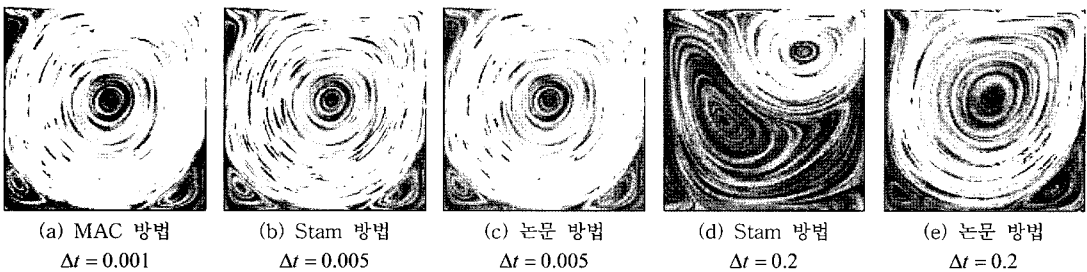 (a) MAC 방법
Δt = 0.001
(b) Stam 방법
Δt = 0.005
(c) 논문 방법
Δt = 0.005
(d) Stam 방법
Δt = 0.2
(e) 논문 방법
Δt = 0.2